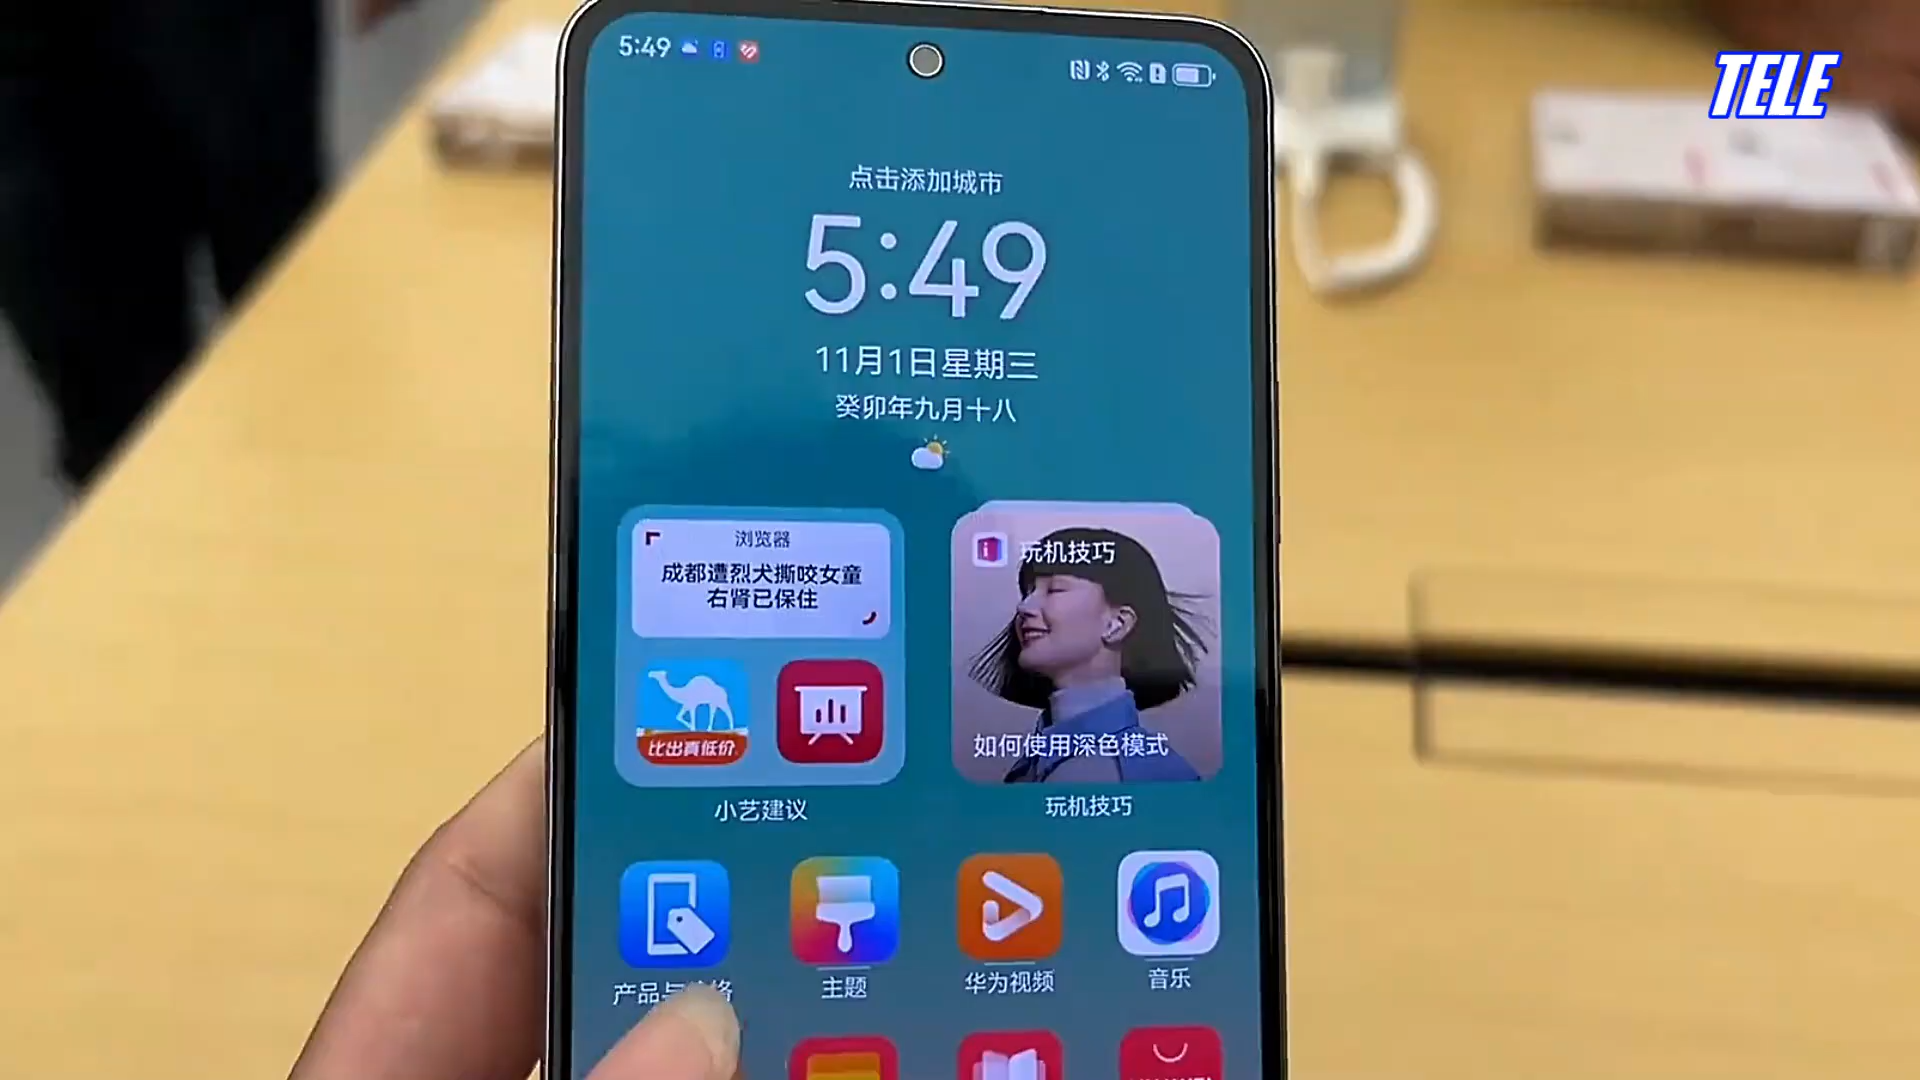 TELE
5:49
点击添加城市
5:49
11月1日星期三
癸卯年九月十八
浏览器
成都遭烈犬撕咬女童
右肾已保住
比出真低价
小艺建议
玩机技巧
如何使用深色模式
玩机技巧
产品与
主题
华为视频
音乐